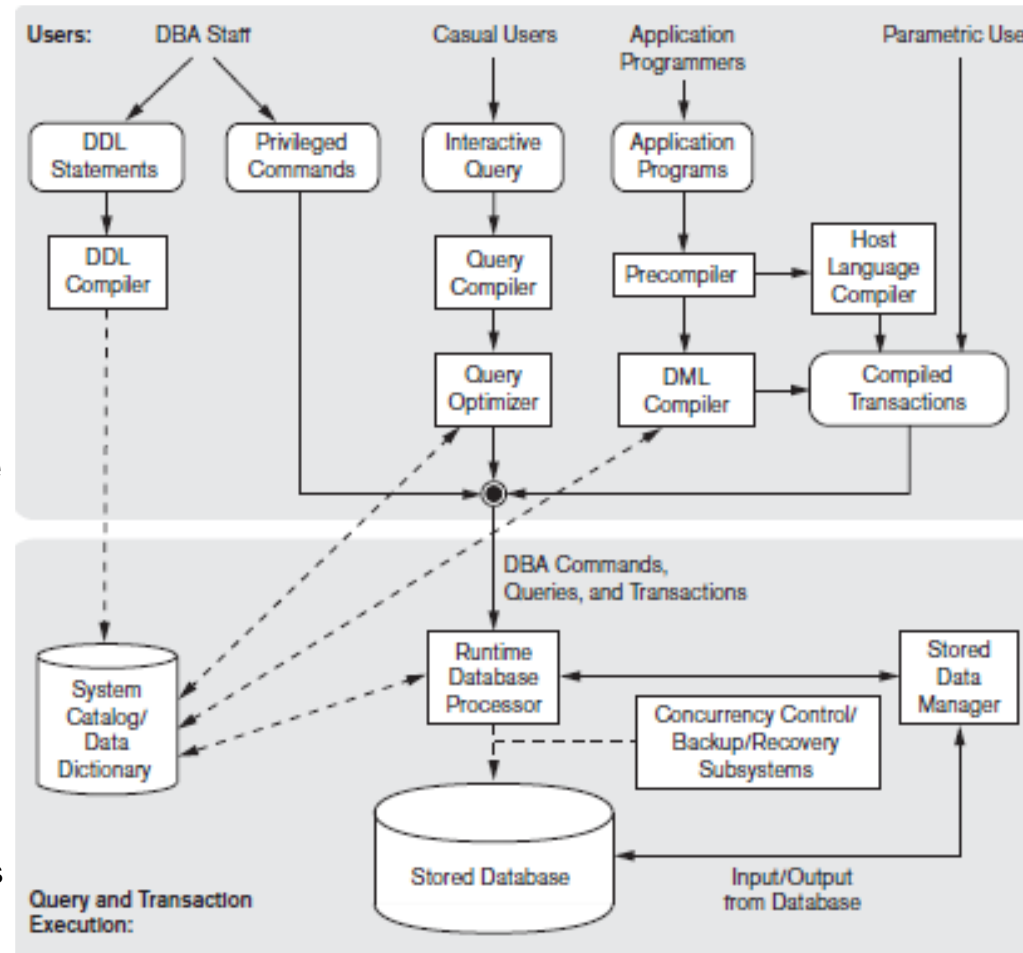 Users:
DBA Staff
Casual Users
Application
Programmers
Parametric Use
DDL
Statements
Privileged
Commands
Interactive
Query
Application
Programs
DDL
Compiler
Query
Compiler
Precompiler
Host
Language
Compiler
Query
Optimizer
DML
Compiler
Compiled
Transactions
DBA Commands,
Queries, and Transactions
System
Catalog/
Data
Dictionary
Runtime
Database
Processor
Stored
Data
Manager
Concurrency Control/
Backup/Recovery
Subsystems
Stored Database
Input/Output
from Database
Query and Transaction
Execution: